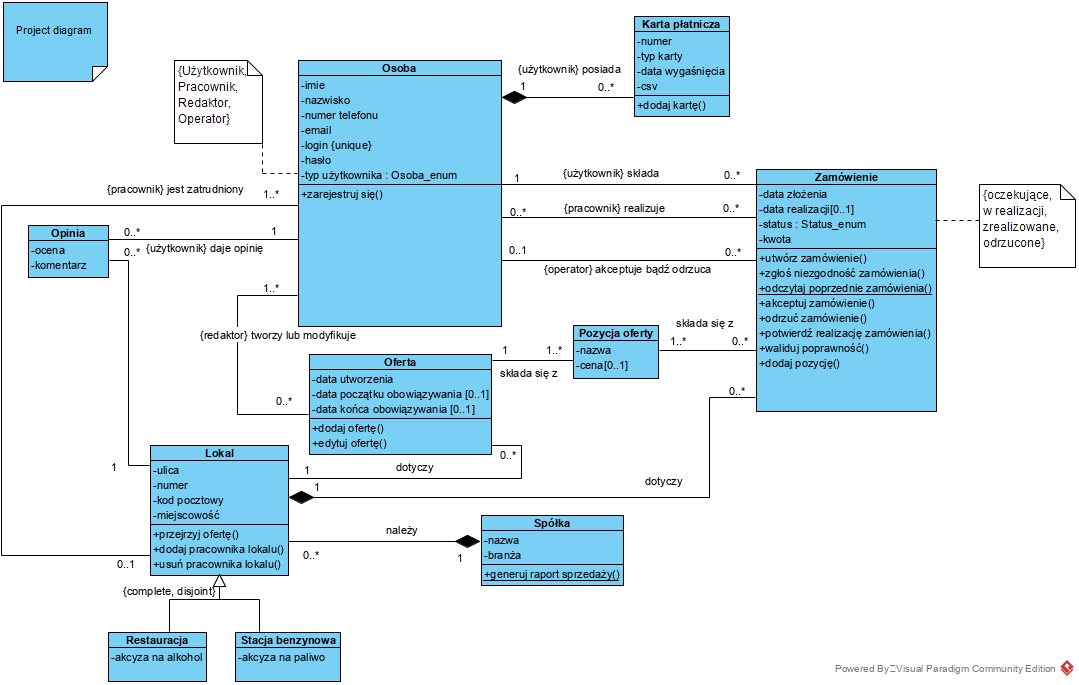 Project diagram
{Użytkownik,
Pracownik,
Redaktor,
Operator}
Osoba
-imie
-nazwisko
-numer telefonu
-email
-login {unique}
-hasło
-typ użytkownika : Osoba_enum
+zarejestruj się()
{użytkownik} posiada
1
0..*
Karta płatnicza
-numer
-typ karty
-data wygaśnięcia
-csv
+dodaj kartę()
{użytkownik} składa
1
0..*
{pracownik} realizuje
0..*
0..*
0..1
0..*
{operator} akceptuje bądź odrzuca
Zamówienie
-data złożenia
-data realizacji[0..1]
-status : Status_enum
-kwota
+utwórz zamówienie()
+zgłoś niezgodność zamówienia()
+odczytaj poprzednie zamówienia()
+akceptuj zamówienie()
+odrzuć zamówienie()
+potwierdź realizację zamówienia()
+waliduj poprawność()
+dodaj pozycję()
{oczekujące,
w realizacji,
zrealizowane,
odrzucone}
{pracownik} jest zatrudniony
1..*
Opinia
-ocena
-komentarz
0..*
1
0..*
{użytkownik} daje opinię
1..*
{redaktor} tworzy lub modyfikuje
0..*
Oferta
-data utworzenia
-data początku obowiązywania [0..1]
-data końca obowiązywania [0..1]
+dodaj ofertę()
+edytuj ofertę()
1
1..*
składa się z
Pozycja oferty
-nazwa
-cena[0..1]
składa się z
1..*
0..*
0..*
0..*
1
dotyczy
1
dotyczy
1
Lokal
-ulica
-numer
-kod pocztowy
-miejscowość
+przejrzyj ofertę()
+dodaj pracownika lokalu()
+usuń pracownika lokalu()
0..1
należy
0..*
1
Spółka
-nazwa
-branża
+generuj raport sprzedaży()
{complete, disjoint}
Restauracja
-akcyza na alkohol
Stacja benzynowa
-akcyza na paliwo
Powered By Visual Paradigm Community Edition